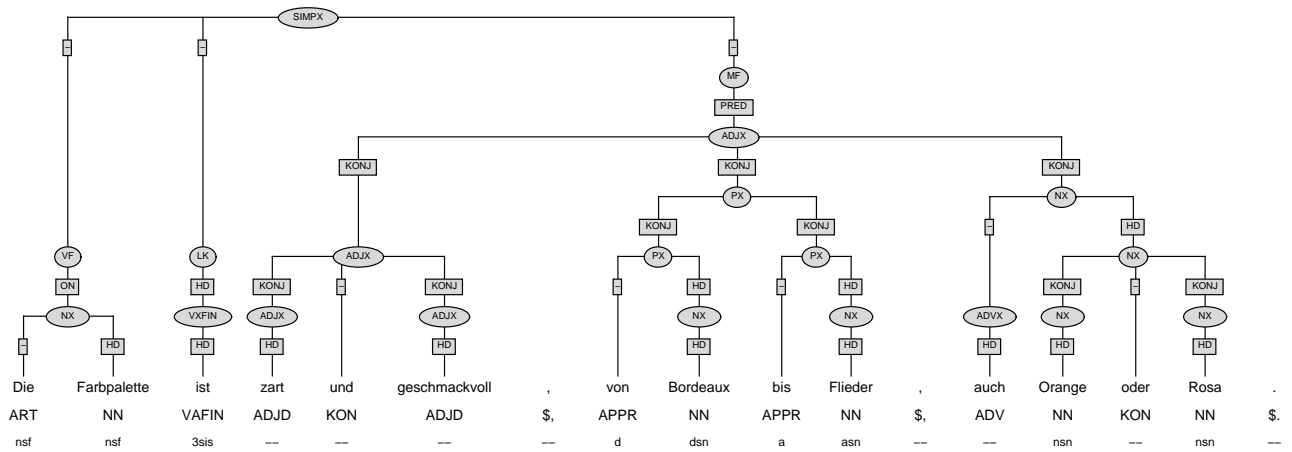 SIMPX
– – –
MF
PRED
ADJX
KONJ KONJ KONJ
PX NX
KONJ KONJ – HD
VF LK ADJX PX PX NX
ON HD KONJ – KONJ – HD – HD KONJ – KONJ
NX VXFIN ADJX ADJX NX NX ADVX NX NX
– HD HD HD HD HD HD HD HD HD
Die Farbpalette ist zart und geschmackvoll , von Bordeaux bis Flieder , auch Orange oder Rosa .
ART NN VAFIN ADJD KON ADJD $, APPR NN APPR NN $, ADV NN KON NN $.
nsf nsf 3sis –– –– –– –– d dsn a asn –– –– nsn –– nsn ––